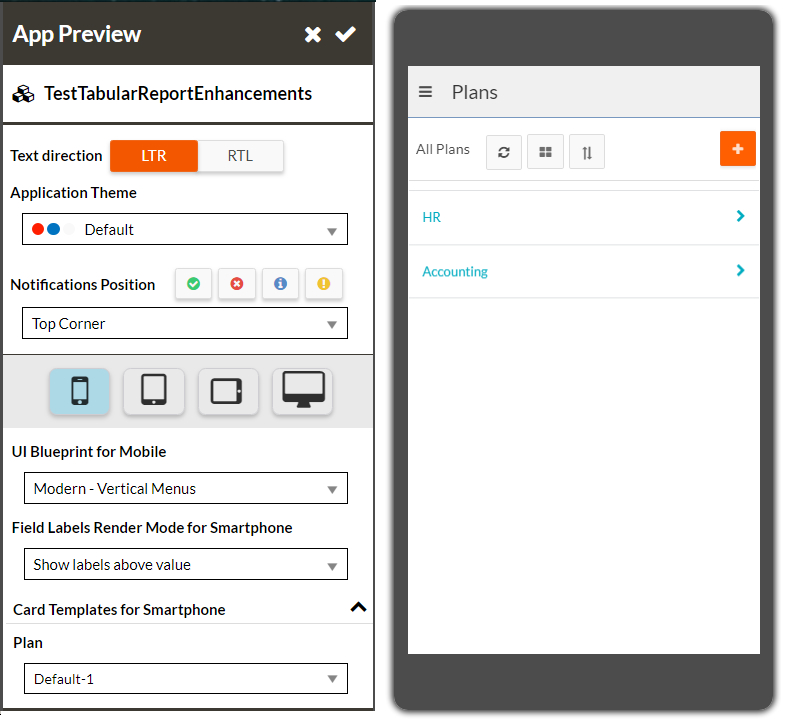 App Preview
TestTabularReportEnhancements
Text direction LTR RTL
Application Theme
Default
Notifications Position
Top Corner
UI Blueprint for Mobile
Modern - Vertical Menus
Field Labels Render Mode for Smartphone
Show labels above value
Card Templates for Smartphone
Plan
Default-1
Plans
All Plans
HR
Accounting